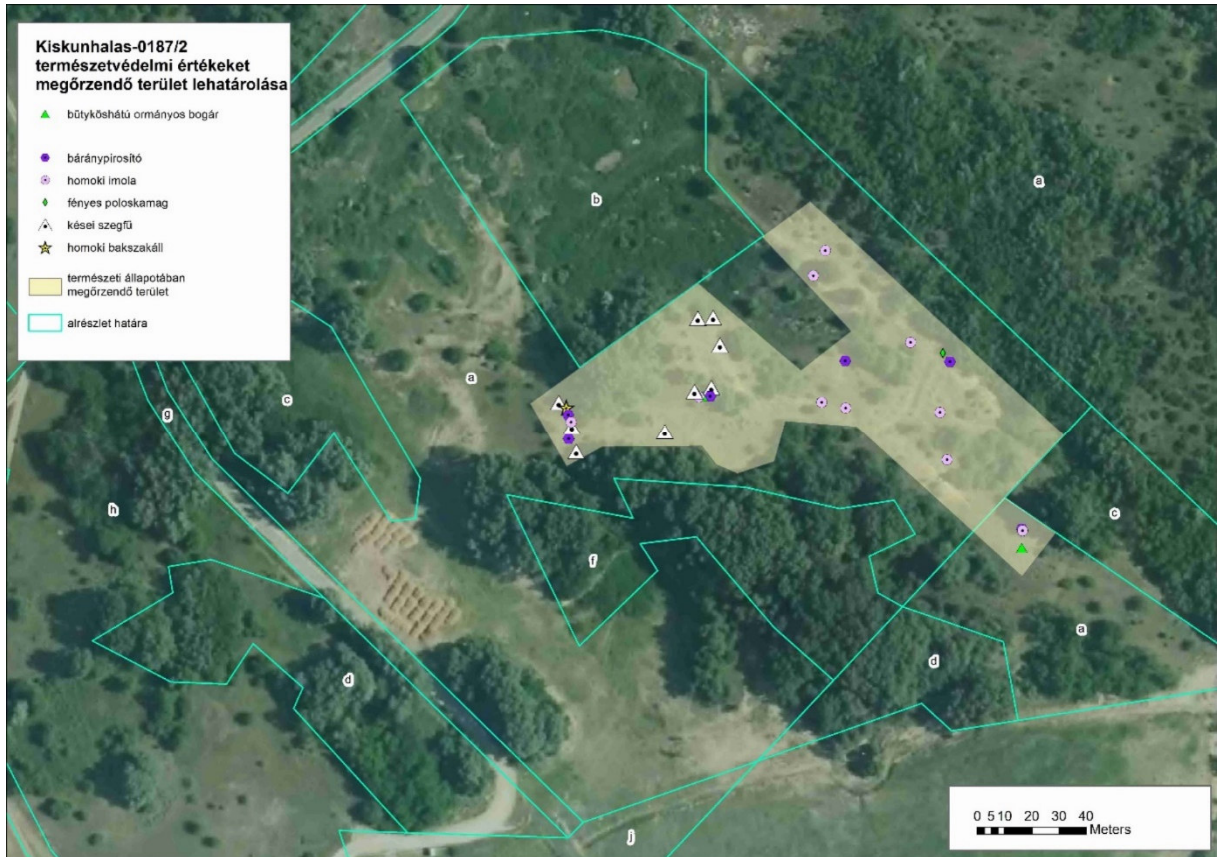 Kiskunhalas-0187/2
természetvédelmi értékeket
megőrzendő terület lehatárolása
bütyköshátú ormányos bogár
báránypirosító
homoki imola
fényes poloskamag
kései szegfű
homoki bakszakáll
természeti állapotában
megőrzendő terület
alrészlet határa
a
b
a
g
c
h
c
f
a
d
d
j
0 5 10 20 30 40
Meters